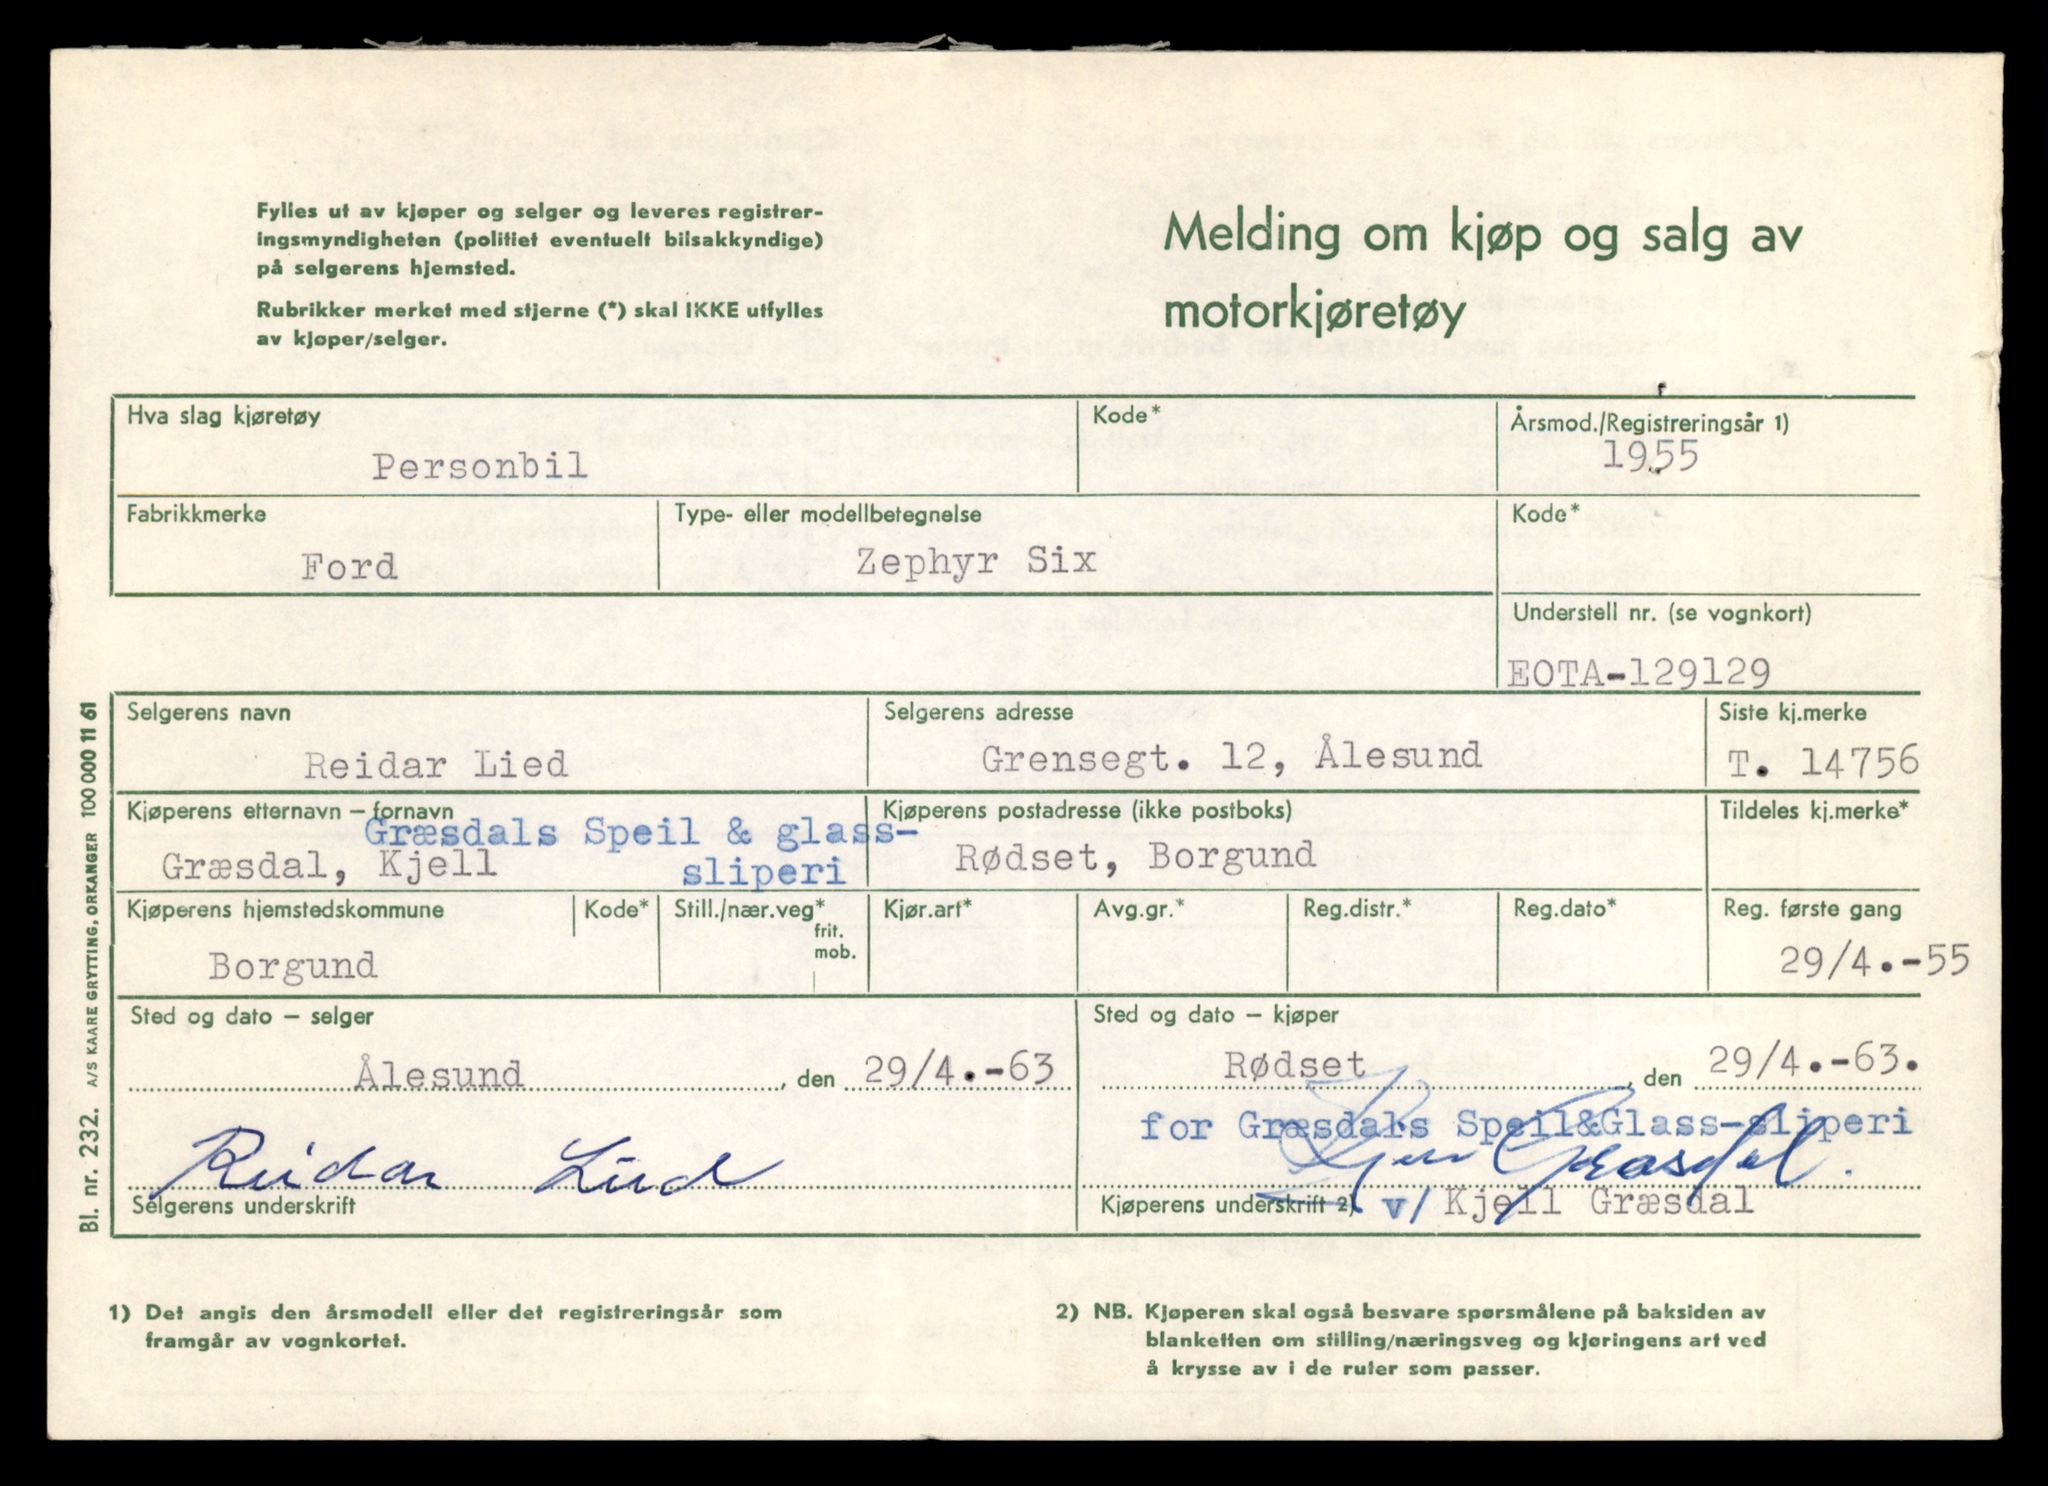 Fylles ut av kjøper og selger og leveres registrer-
ingsmyndigheten (politiet eventuelt bilsakkyndige)
på selgerens hjemsted.
Rubrikker merket med stjerne (*) skal IKKE utfylles
av kjøper/selger.
Melding om kjøp og salg av
motorkjøretøy
Hva slag kjøretøy
Personbil
Kode*
Årsmod./Registreringsår 1)
1955
Fabrikkmerke
Ford
Type- eller modellbetegnelse
Zephyr Six
Kode*
Understell nr. (se vognkort)
EOTA-129129
Selgerens navn
Reidar Lied
Selgerens adresse
Grensegt. 12, Ålesund
Siste kj.merke
T. 14756
Kjøperens etternavn – fornavn
Græsdals Speil & glass-
Græsdal, Kjell sliperi
Kjøperens postadresse (ikke postboks)
Rødset, Borgund
Tildeles kj.merke*
Kjøperens hjemstedskommune
Borgund
Kode*
Still./nær.veg*
frit.
mob.
Kjør.art*
Avg.gr.*
Reg.distr.*
Reg.dato*
Reg. første gang
29/4.-55
Sted og dato – selger
Ålesund, den 29/4.-63
Reidar Lied
Selgerens underskrift
Sted og dato – kjøper
Rødset, den 29/4.-63.
for Græsdals Speil&Glass-sliperi
Kjell Græsdal.
Kjøperens underskrift 2) v/ Kjell Græsdal
1) Det angis den årsmodell eller det registreringsår som
framgår av vognkortet.
2) NB. Kjøperen skal også besvare spørsmålene på baksiden av
blanketten om stilling/næringsveg og kjøringens art ved
å krysse av i de ruter som passer.
Bl. nr. 232. A/S KAARE GRYTTING, ORKANGER 100 000 11 61